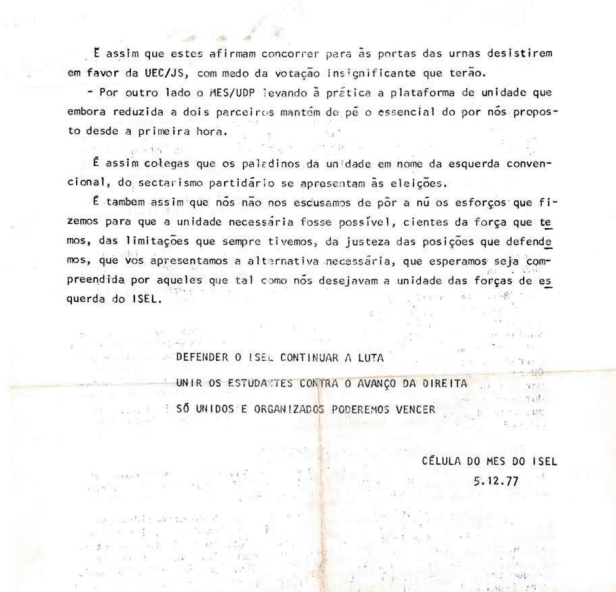 É assim que estes afirmam concorrer para às portas das urnas desistirem
em favor da UEC/JS, com medo da votação insignificante que terão.
- Por outro lado o MES/UDP levando à prática a plataforma de unidade que
embora reduzida a dois parceiros mantém de pé o essencial do por nós propos-
to desde a primeira hora.
É assim colegas que os paladinos da unidade em nome da esquerda conven-
cional, do sectarismo partidário se apresentam às eleições.
É tambem assim que nós não nos escusamos de pôr a nú os esforços que fi-
zemos para que a unidade necessária fosse possível, cientes da força que te
mos, das limitações que sempre tivemos, da justeza das posições que defende
mos, que vos apresentamos a alternativa necessária, que esperamos seja com-
preendida por aqueles que tal como nós desejavam a unidade das forças de es
querda do ISEL.
DEFENDER O ISEL CONTINUAR A LUTA
UNIR OS ESTUDANTES CONTRA O AVANÇO DA DIREITA
SÓ UNIDOS E ORGANIZADOS PODEREMOS VENCER
CÉLULA DO MES DO ISEL
5.12.77